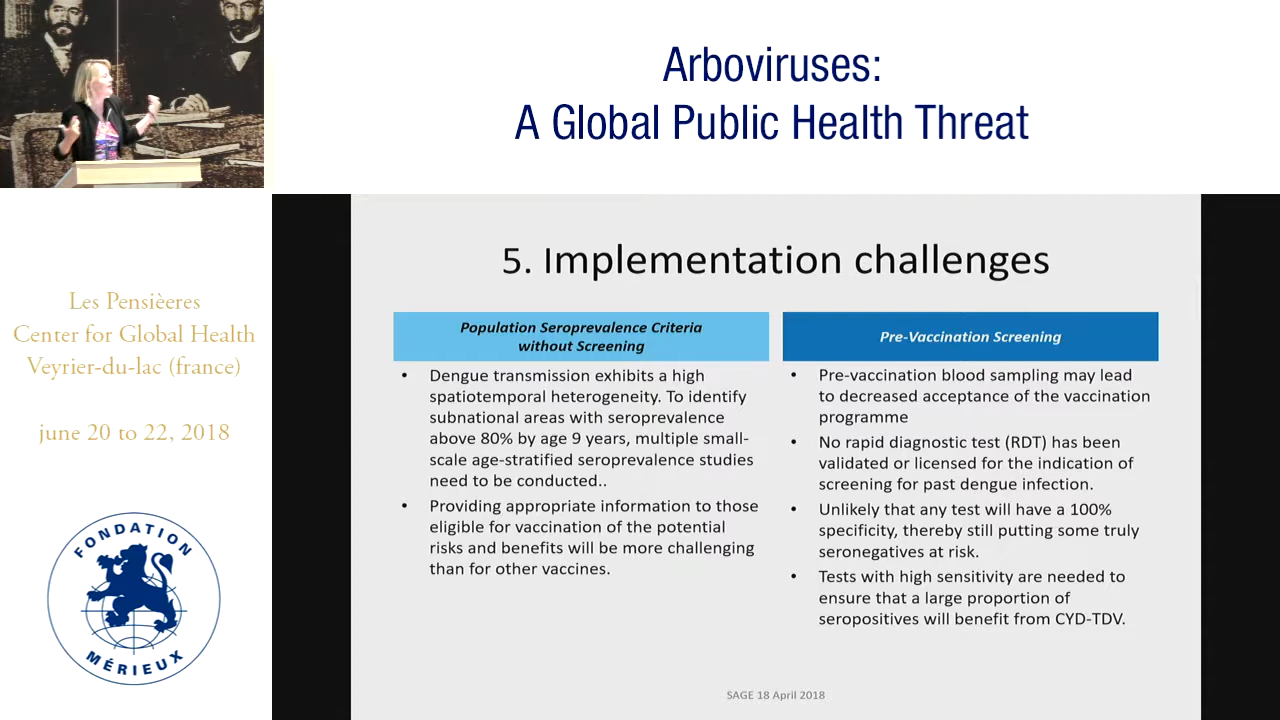 Arboviruses:
A Global Public Health Threat
Les Pensièeres
Center for Global Health
Veyrier-du-lac (france)
june 20 to 22, 2018
FONDATION
MÉRIEUX
5. Implementation challenges
Population Seroprevalence Criteria
without Screening
• Dengue transmission exhibits a high
spatiotemporal heterogeneity. To identify
subnational areas with seroprevalence
above 80% by age 9 years, multiple small-
scale age-stratified seroprevalence studies
need to be conducted..
• Providing appropriate information to those
eligible for vaccination of the potential
risks and benefits will be more challenging
than for other vaccines.
Pre-Vaccination Screening
• Pre-vaccination blood sampling may lead
to decreased acceptance of the vaccination
programme
• No rapid diagnostic test (RDT) has been
validated or licensed for the indication of
screening for past dengue infection.
• Unlikely that any test will have a 100%
specificity, thereby still putting some truly
seronegatives at risk.
• Tests with high sensitivity are needed to
ensure that a large proportion of
seropositives will benefit from CYD-TDV.
SAGE 18 April 2018